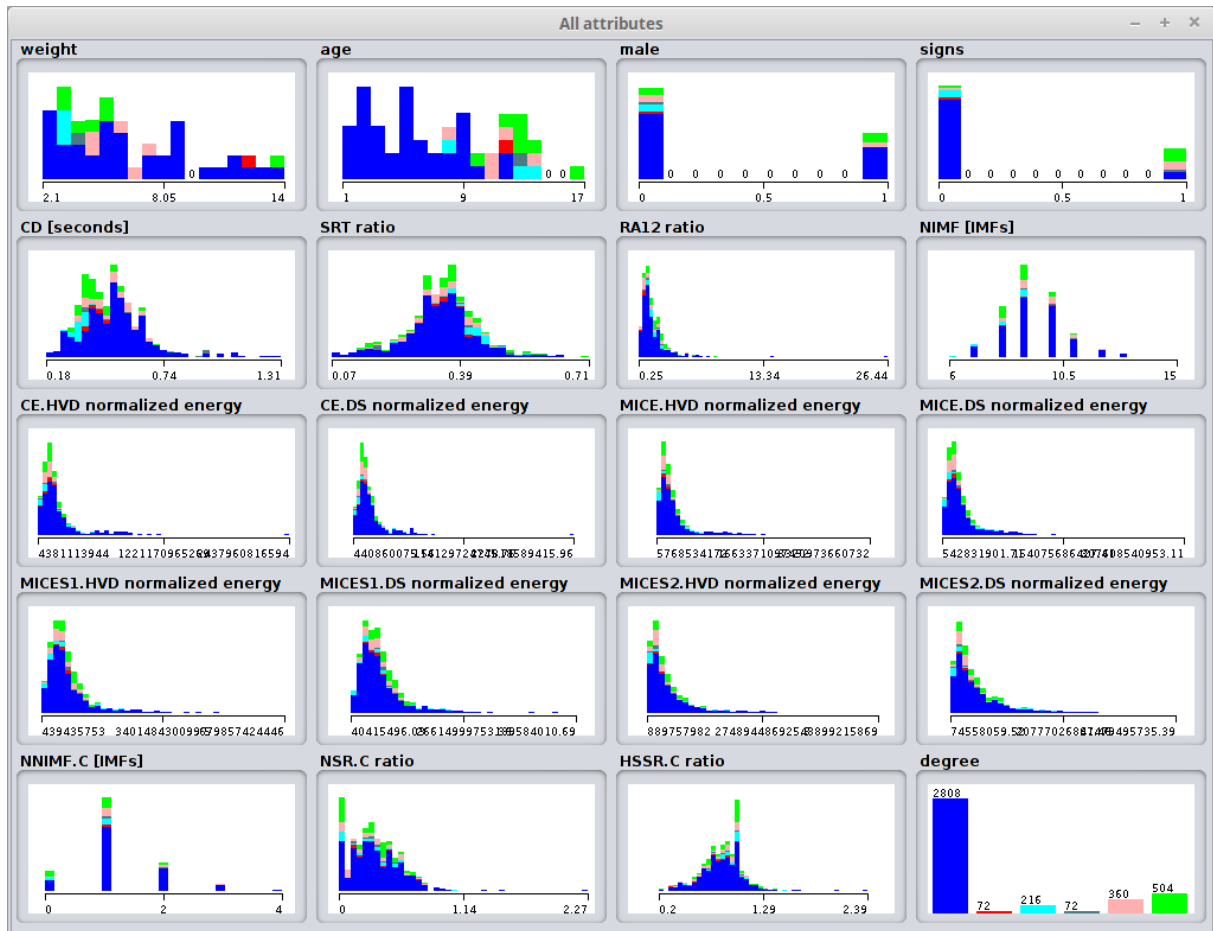 All attributes
− + ×
weight age male signs
0 0 0 0 0 0 0 0 0 0 0 0 0 0 0 0 0 0 0
2.1 8.05 14 1 9 17 0 0.5 1 0 0.5 1
CD [seconds] SRT ratio RA12 ratio NIMF [IMFs]
0.18 0.74 1.31 0.07 0.39 0.71 0.25 13.34 26.44 6 10.5 15
CE.HVD normalized energy CE.DS normalized energy MICE.HVD normalized energy MICE.DS normalized energy
4381113944
MICES1.HVD normalized energy MICES1.DS normalized energy MICES2.HVD normalized energy MICES2.DS normalized energy
439435753 889757982
NNIMF.C [IMFs] NSR.C ratio HSSR.C ratio degree
2808 72 216 72 360 504
0 2 4 0 1.14 2.27 0.2 1.29 2.39